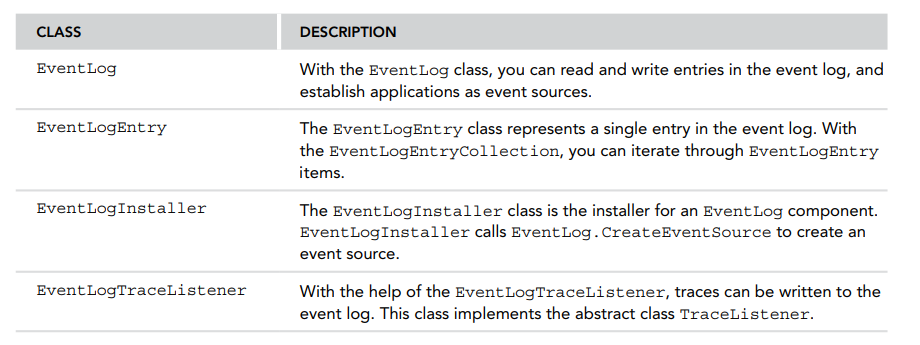 CLASS DESCRIPTION
EventLog With the EventLog class, you can read and write entries in the event log, and
establish applications as event sources.
EventLogEntry The EventLogEntry class represents a single entry in the event log. With
the EventLogEntryCollection, you can iterate through EventLogEntry
items.
EventLogInstaller The EventLogInstaller class is the installer for an EventLog component.
EventLogInstaller calls EventLog.CreateEventSource to create an
event source.
EventLogTraceListener With the help of the EventLogTraceListener, traces can be written to the
event log. This class implements the abstract class TraceListener.